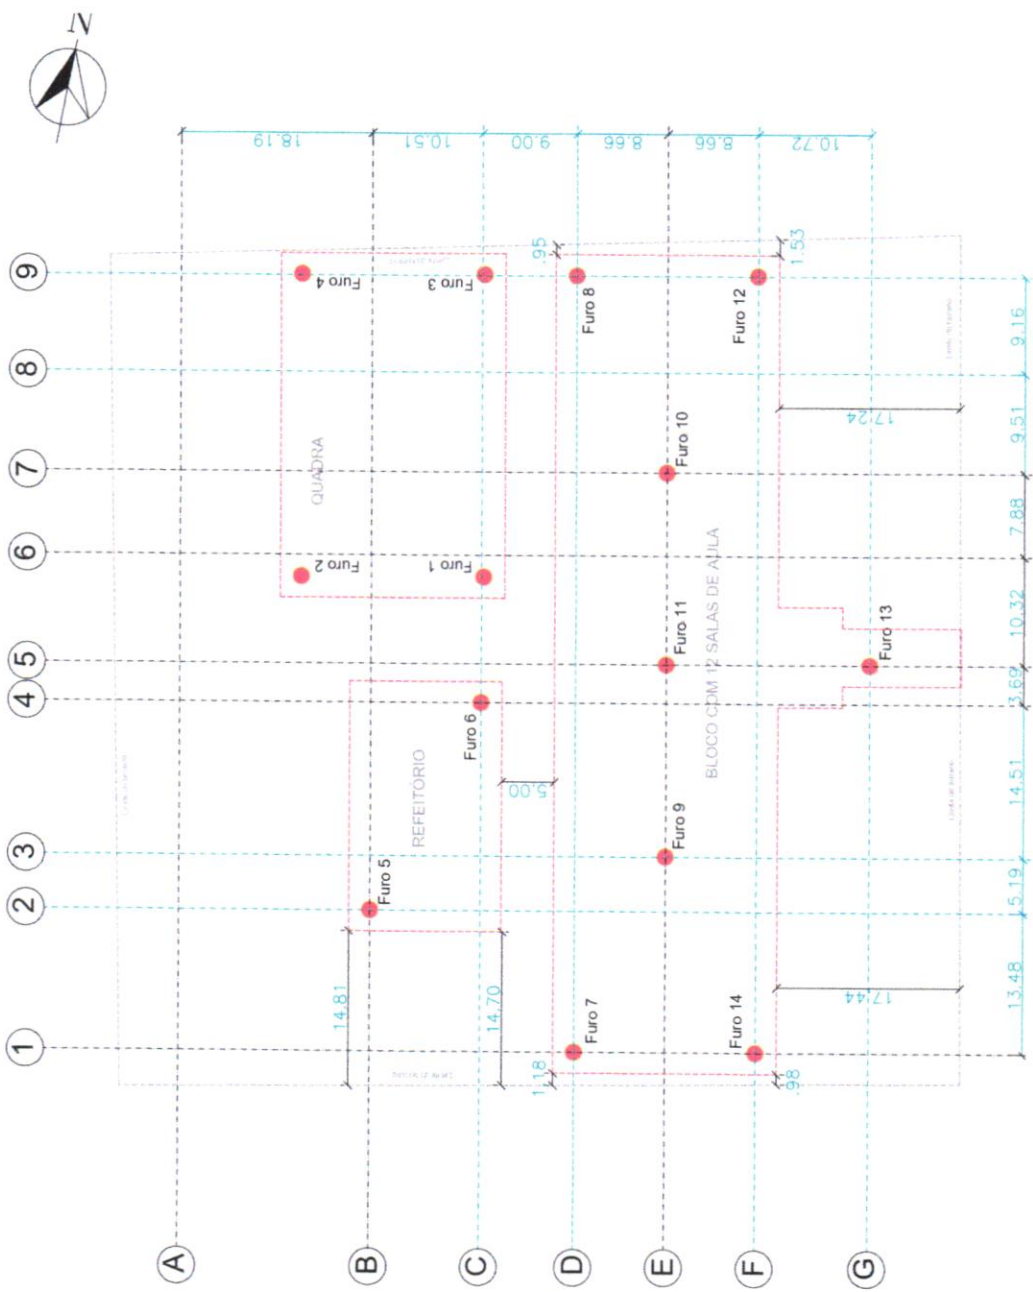 N
9
8
7
6
5
4
3
2
1
A
B
C
D
E
F
G
18.19
10.51
9.00
8.66
8.66
10.72
9.16
9.51
7.88
10.32
3.69
14.51
5.19
13.48
.95
1.53
17.24
17.44
5.00
14.81
14.70
1.18
.98
QUADRA
Furo 4
Furo 3
Furo 2
Furo 1
REFEITÓRIO
Furo 6
Furo 5
BLOCO COM 12 SALAS DE AULA
Furo 8
Furo 12
Furo 10
Furo 11
Furo 13
Furo 9
Furo 7
Furo 14